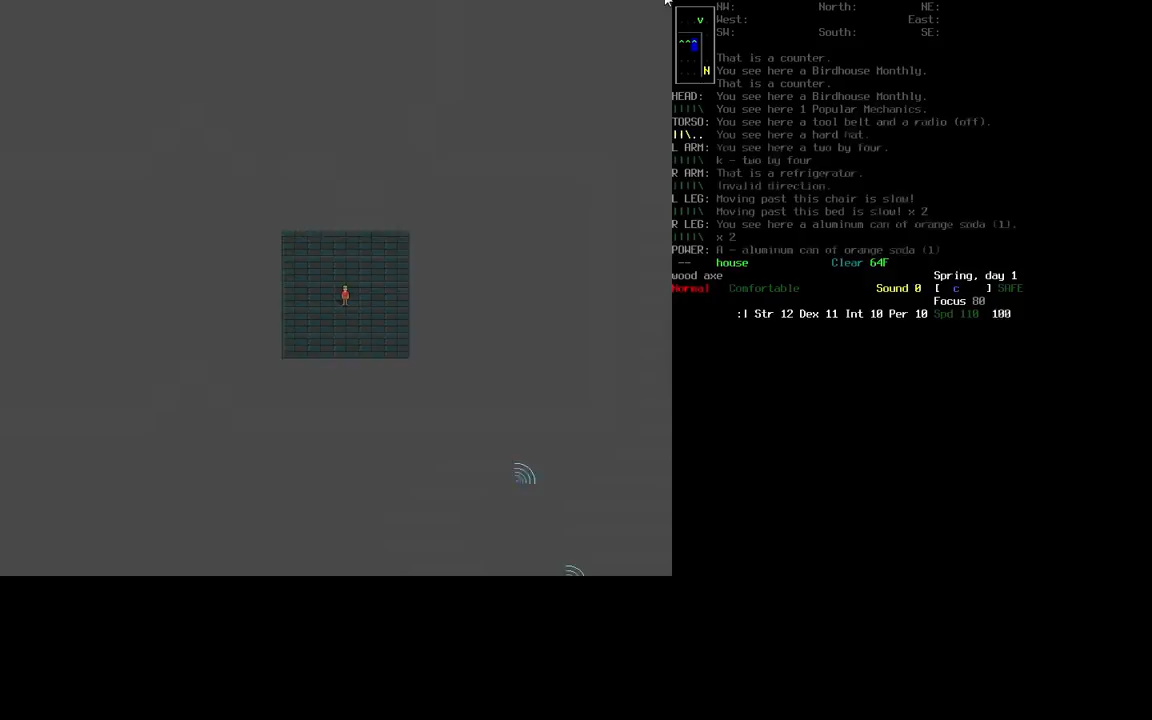 NW: North: NE:
v West: East:
SW: South: SE:
^^^
That is a counter.
N You see here a Birdhouse Monthly.
That is a counter.
HEAD: You see here a Birdhouse Monthly.
||||\ You see here 1 Popular Mechanics.
TORSO: You see here a tool belt and a radio (off).
||\.. You see here a hard hat.
L ARM: You see here a two by four.
||||\ k - two by four
R ARM: That is a refrigerator.
||||\ Invalid direction.
L LEG: Moving past this chair is slow!
||||\ Moving past this bed is slow! x 2
R LEG: You see here a aluminum can of orange soda (1).
||||\ x 2
POWER: A - aluminum can of orange soda (1)
-- house Clear 64F
wood axe Spring, day 1
Normal Comfortable Sound 0 [ c ] SAFE
Focus 80
:| Str 12 Dex 11 Int 10 Per 10 Spd 110 100